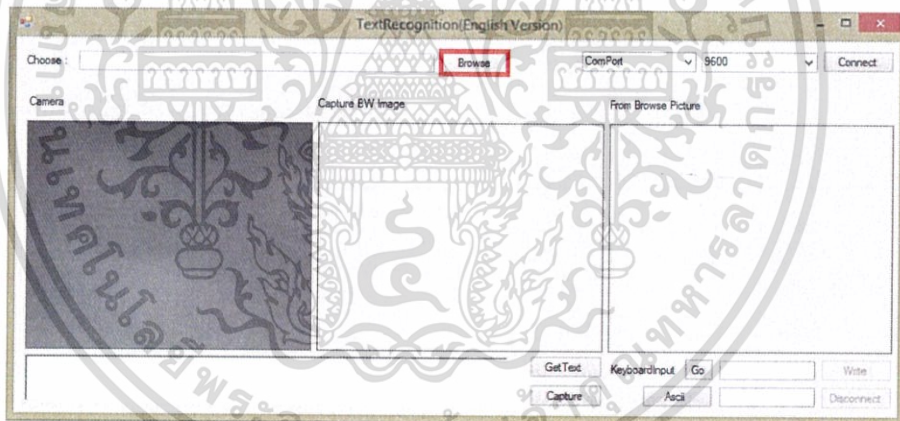 TextRecognition(English Version)
Choose : Browse ComPort 9600 Connect
Camera Capture BW Image From Browse Picture
GetText KeyboardInput Go Write
Capture Ascii Disconnect